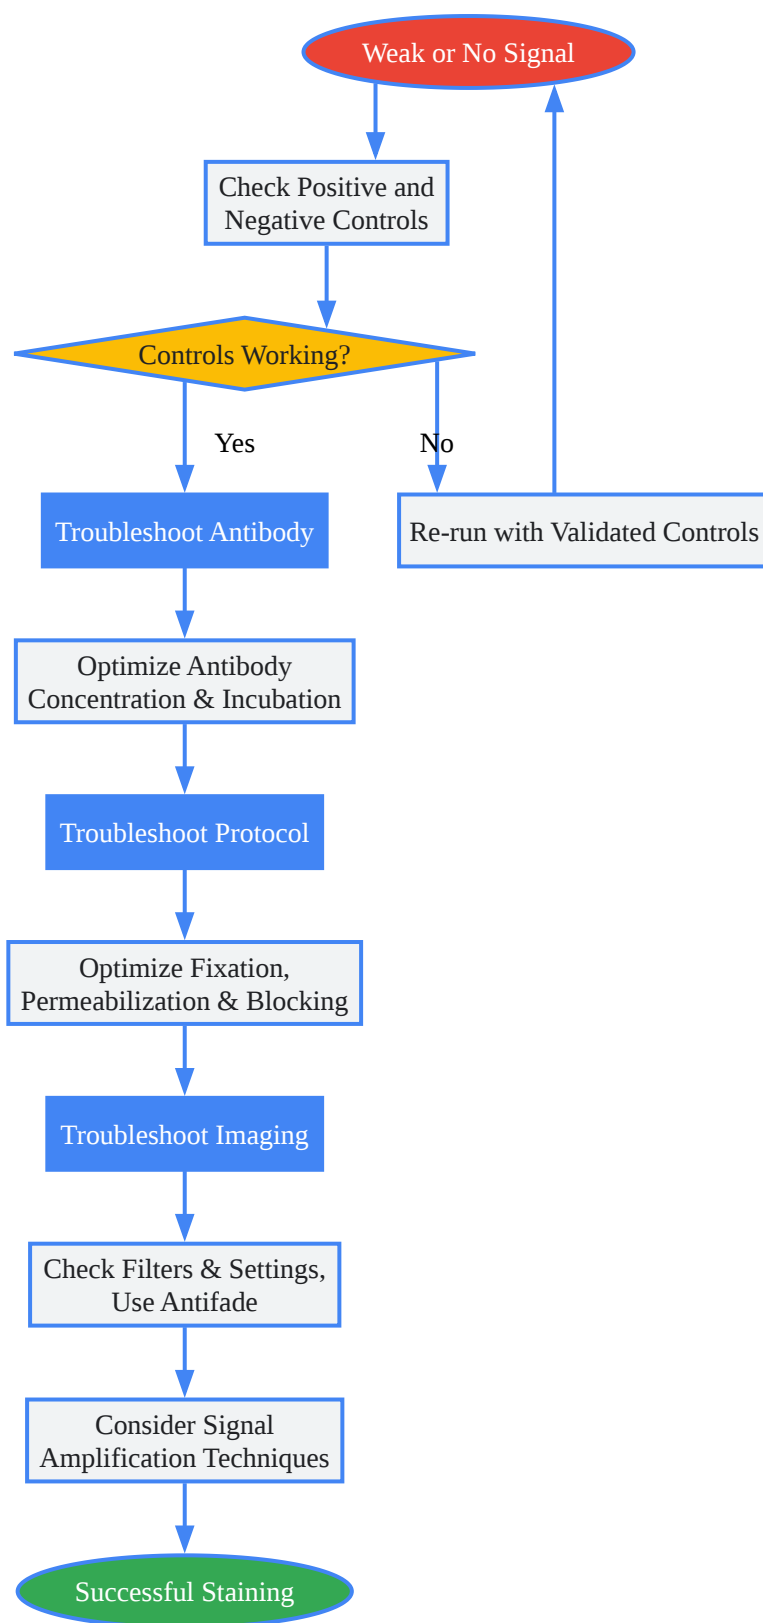 Weak or No Signal
Check Positive and
Negative Controls
Controls Working?
Yes
No
Troubleshoot Antibody
Re-run with Validated Controls
Optimize Antibody
Concentration & Incubation
Troubleshoot Protocol
Optimize Fixation,
Permeabilization & Blocking
Troubleshoot Imaging
Check Filters & Settings,
Use Antifade
Consider Signal
Amplification Techniques
Successful Staining